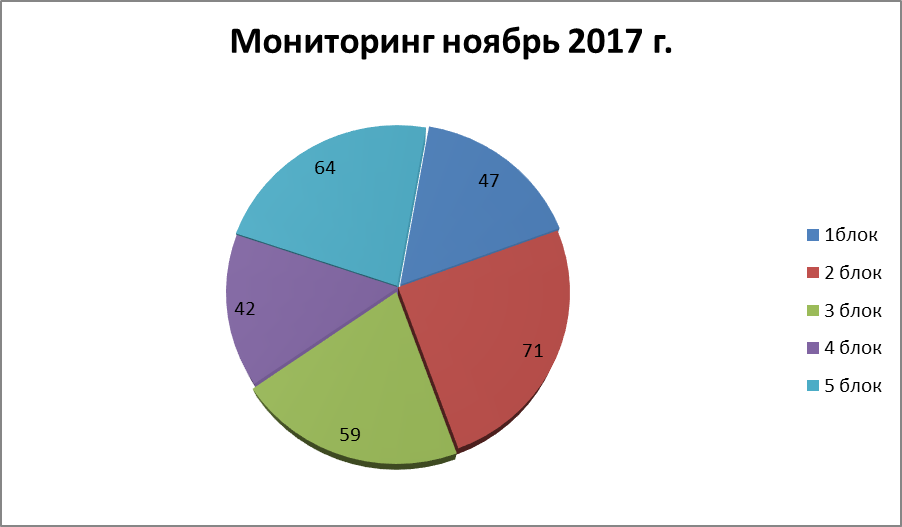 Мониторинг ноябрь 2017 г.
64
47
42
71
59
1блок
2 блок
3 блок
4 блок
5 блок